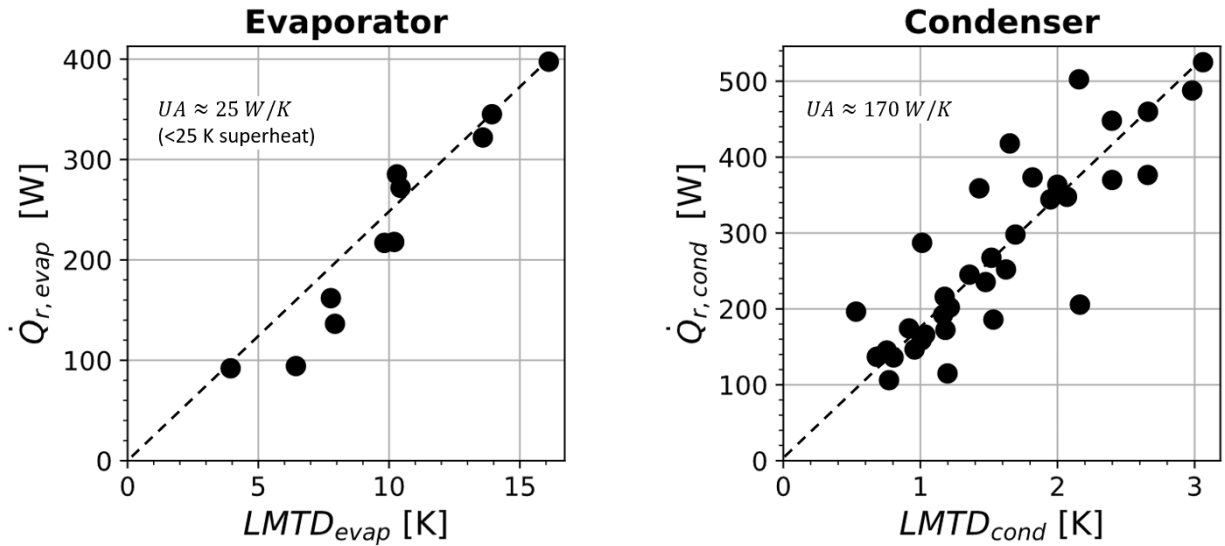 Evaporator
400
300
200
100
0
0 5 10 15
Q̇r, evap [W]
LMTDevap [K]
UA ≈ 25 W/K
(<25 K superheat)
Condenser
500
400
300
200
100
0
0 1 2 3
Q̇r, cond [W]
LMTDcond [K]
UA ≈ 170 W/K